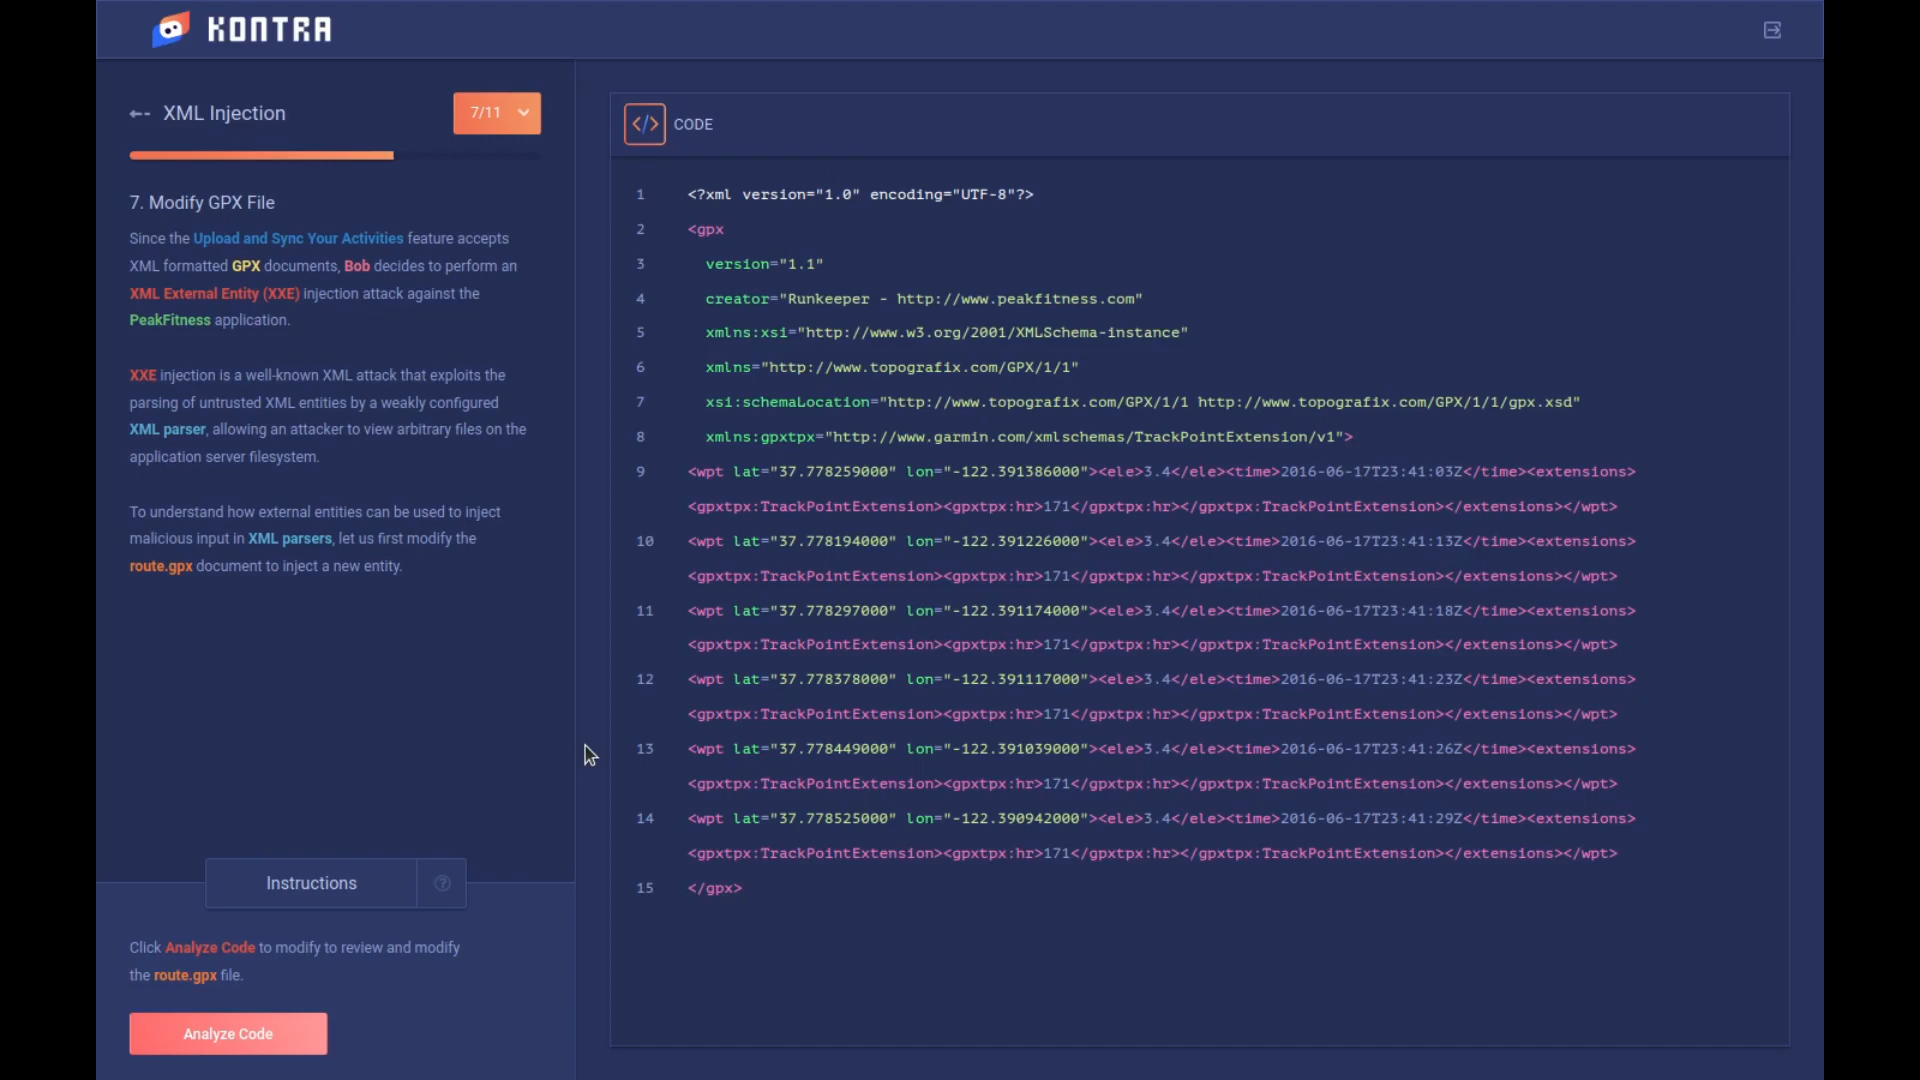 KONTRA
XML Injection
7/11
7. Modify GPX File
Since the Upload and Sync Your Activities feature accepts
XML formatted GPX documents, Bob decides to perform an
XML External Entity (XXE) injection attack against the
PeakFitness application.
XXE injection is a well-known XML attack that exploits the
parsing of untrusted XML entities by a weakly configured
XML parser, allowing an attacker to view arbitrary files on the
application server filesystem.
To understand how external entities can be used to inject
malicious input in XML parsers, let us first modify the
route.gpx document to inject a new entity.
Instructions
Click Analyze Code to modify to review and modify
the route.gpx file.
Analyze Code
</> CODE
1 <?xml version="1.0" encoding="UTF-8"?>
2 <gpx
3 version="1.1"
4 creator="Runkeeper - http://www.peakfitness.com"
5 xmlns:xsi="http://www.w3.org/2001/XMLSchema-instance"
6 xmlns="http://www.topografix.com/GPX/1/1"
7 xsi:schemaLocation="http://www.topografix.com/GPX/1/1 http://www.topografix.com/GPX/1/1/gpx.xsd"
8 xmlns:gpxtpx="http://www.garmin.com/xmlschemas/TrackPointExtension/v1">
9 <wpt lat="37.778259000" lon="-122.391386000"><ele>3.4</ele><time>2016-06-17T23:41:03Z</time><extensions>
<gpxtpx:TrackPointExtension><gpxtpx:hr>171</gpxtpx:hr></gpxtpx:TrackPointExtension></extensions></wpt>
10 <wpt lat="37.778194000" lon="-122.391226000"><ele>3.4</ele><time>2016-06-17T23:41:13Z</time><extensions>
<gpxtpx:TrackPointExtension><gpxtpx:hr>171</gpxtpx:hr></gpxtpx:TrackPointExtension></extensions></wpt>
11 <wpt lat="37.778297000" lon="-122.391174000"><ele>3.4</ele><time>2016-06-17T23:41:18Z</time><extensions>
<gpxtpx:TrackPointExtension><gpxtpx:hr>171</gpxtpx:hr></gpxtpx:TrackPointExtension></extensions></wpt>
12 <wpt lat="37.778378000" lon="-122.391117000"><ele>3.4</ele><time>2016-06-17T23:41:23Z</time><extensions>
<gpxtpx:TrackPointExtension><gpxtpx:hr>171</gpxtpx:hr></gpxtpx:TrackPointExtension></extensions></wpt>
13 <wpt lat="37.778449000" lon="-122.391039000"><ele>3.4</ele><time>2016-06-17T23:41:26Z</time><extensions>
<gpxtpx:TrackPointExtension><gpxtpx:hr>171</gpxtpx:hr></gpxtpx:TrackPointExtension></extensions></wpt>
14 <wpt lat="37.778525000" lon="-122.390942000"><ele>3.4</ele><time>2016-06-17T23:41:29Z</time><extensions>
<gpxtpx:TrackPointExtension><gpxtpx:hr>171</gpxtpx:hr></gpxtpx:TrackPointExtension></extensions></wpt>
15 </gpx>